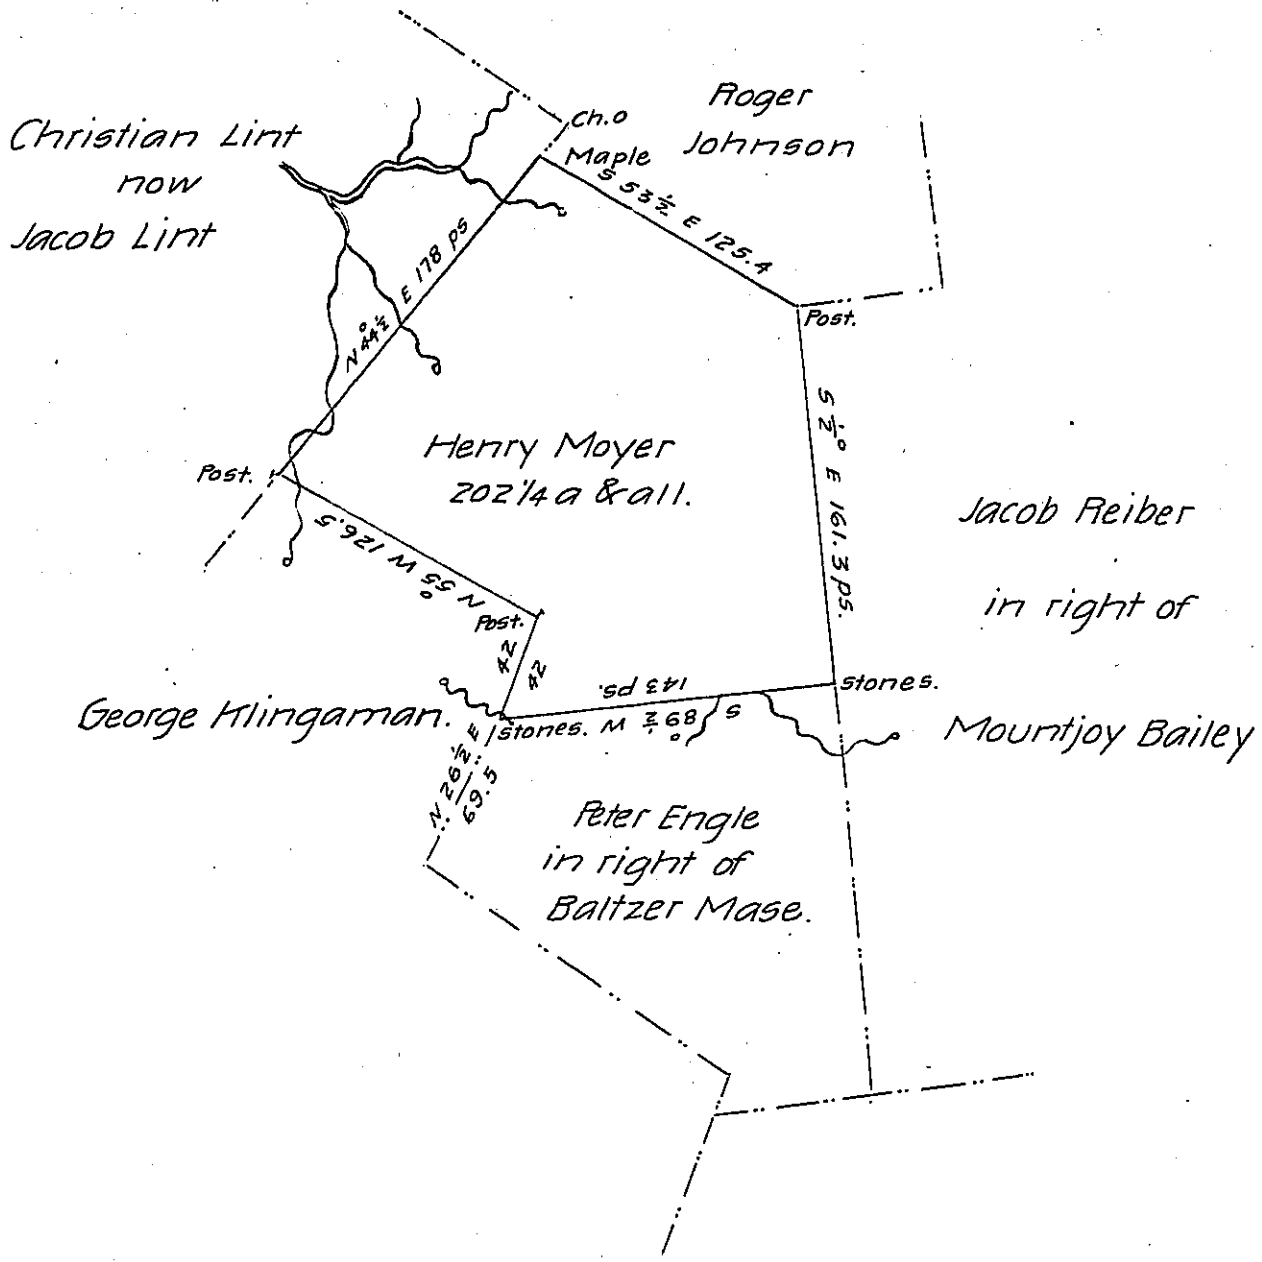 Roger
Johnson
Ch.o
Maple
Christian Lint
now
Jacob Lint
S 53½ E 125.4
N 44½° E 178 ps
Post.
S ½° E 161.3 ps.
Henry Moyer
202¼ a & all.
Post.
N 55° W 126.5
Post.
42
42
Jacob Reiber
in right of
Mountjoy Bailey
stones.
S 89½° W 143 ps.
stones.
George Klingaman.
N 26½ E
69.5
Peter Engle
in right of
Baltzer Mase.